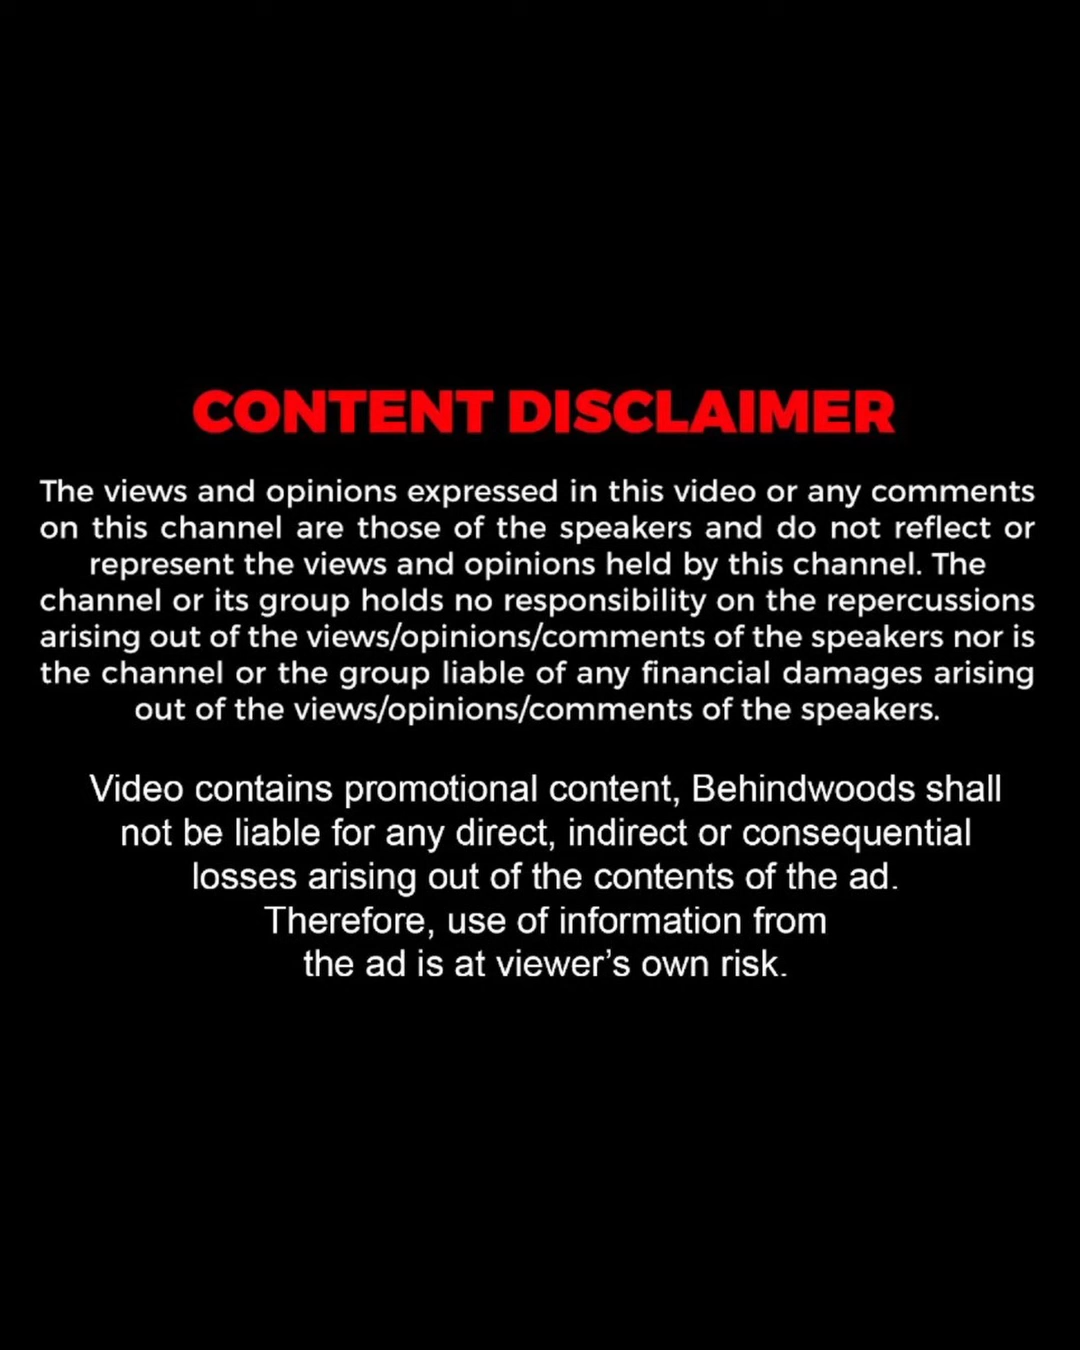 CONTENT DISCLAIMER
The views and opinions expressed in this video or any comments
on this channel are those of the speakers and do not reflect or
represent the views and opinions held by this channel. The
channel or its group holds no responsibility on the repercussions
arising out of the views/opinions/comments of the speakers nor is
the channel or the group liable of any financial damages arising
out of the views/opinions/comments of the speakers.
Video contains promotional content, Behindwoods shall
not be liable for any direct, indirect or consequential
losses arising out of the contents of the ad.
Therefore, use of information from
the ad is at viewer’s own risk.